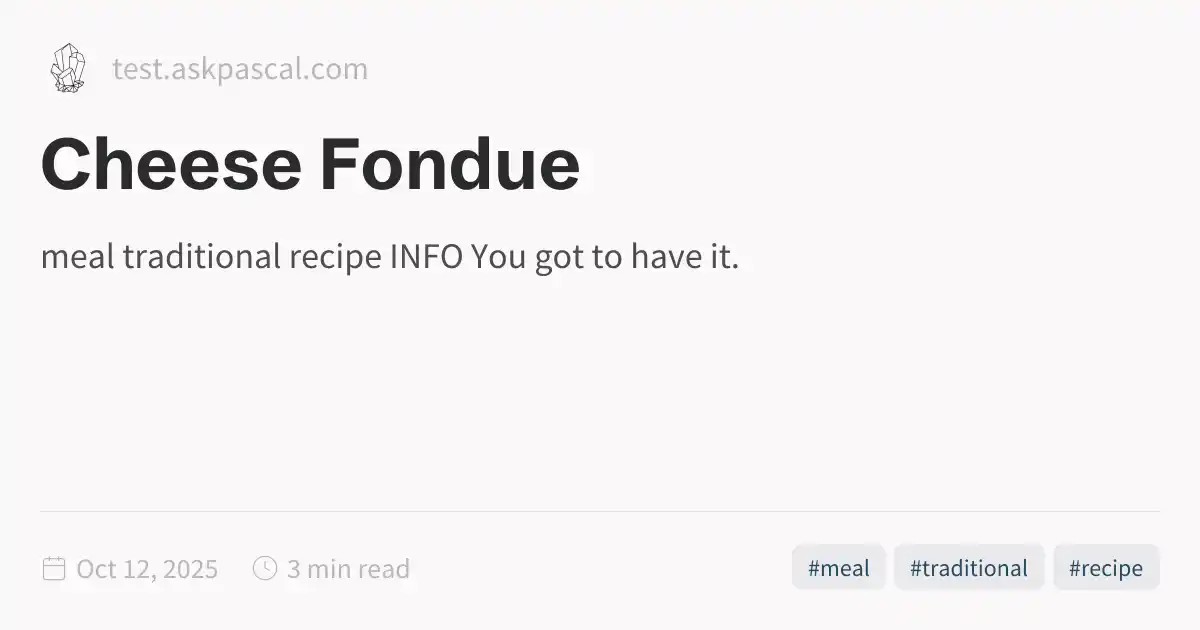 test.askpascal.com
Cheese Fondue
meal traditional recipe INFO You got to have it.
Oct 12, 2025 3 min read #meal #traditional #recipe